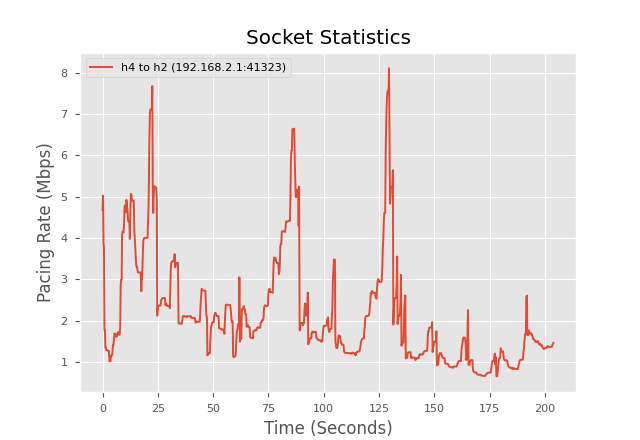 Socket Statistics
h4 to h2 (192.168.2.1:41323)
Pacing Rate (Mbps)
8
7
6
5
4
3
2
1
0 25 50 75 100 125 150 175 200
Time (Seconds)